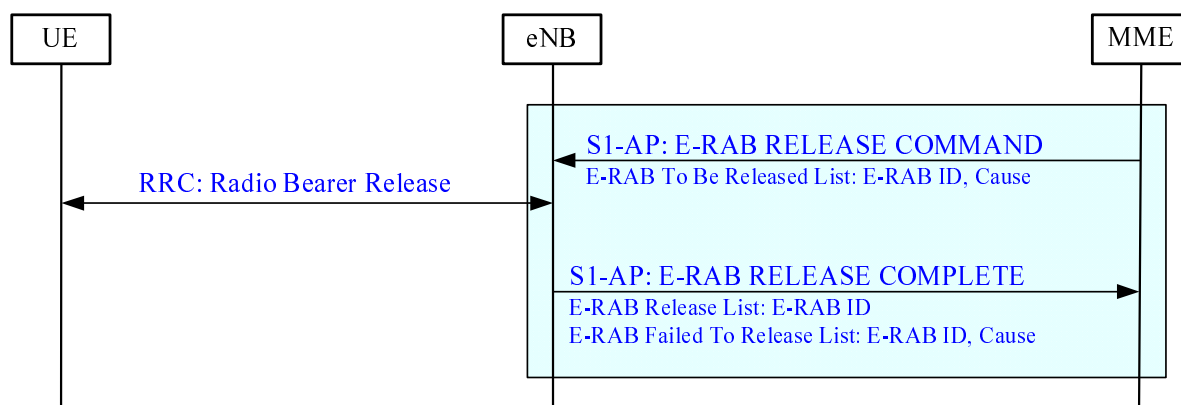 UE
eNB
MME
S1-AP: E-RAB RELEASE COMMAND
E-RAB To Be Released List: E-RAB ID, Cause
RRC: Radio Bearer Release
S1-AP: E-RAB RELEASE COMPLETE
E-RAB Release List: E-RAB ID
E-RAB Failed To Release List: E-RAB ID, Cause